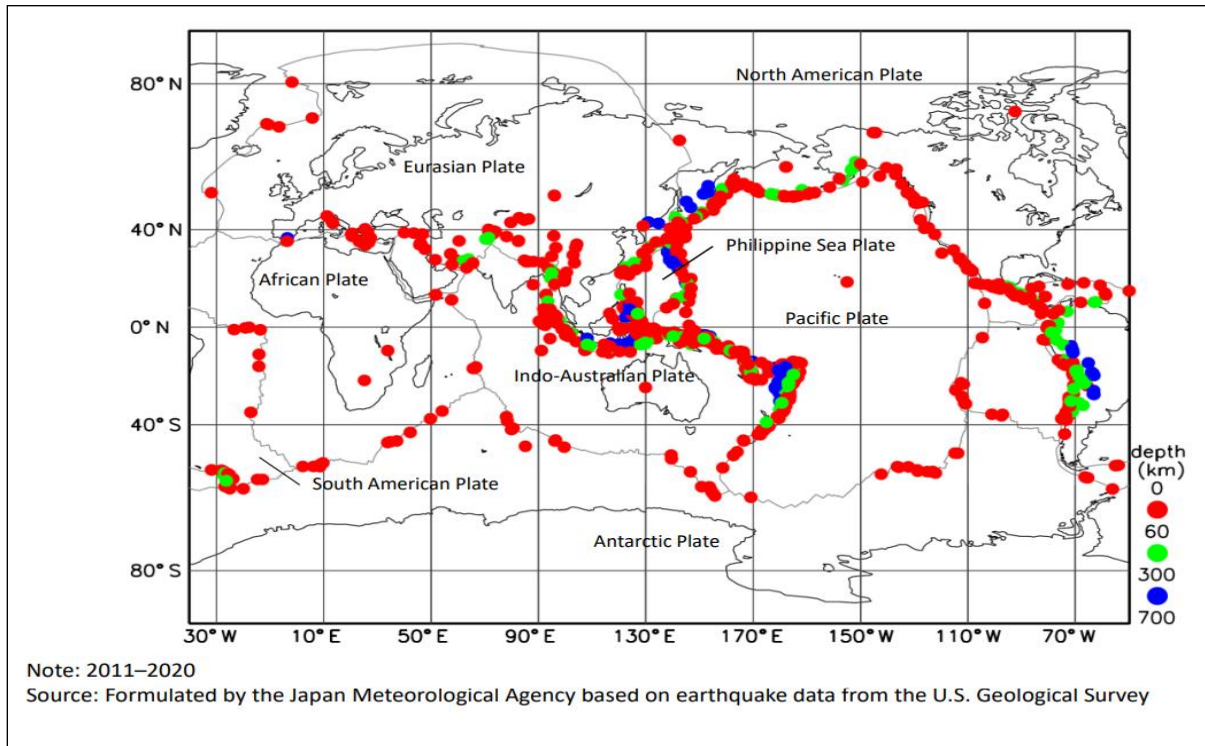 North American Plate
80° N
Eurasian Plate
40° N
Philippine Sea Plate
African Plate
Pacific Plate
0° N
Indo-Australian Plate
40° S
depth
(km)
0
South American Plate
60
Antarctic Plate
300
80° S
700
30° W 10° E 50° E 90° E 130° E 170° E 150° W 110° W 70° W
Note: 2011–2020
Source: Formulated by the Japan Meteorological Agency based on earthquake data from the U.S. Geological Survey